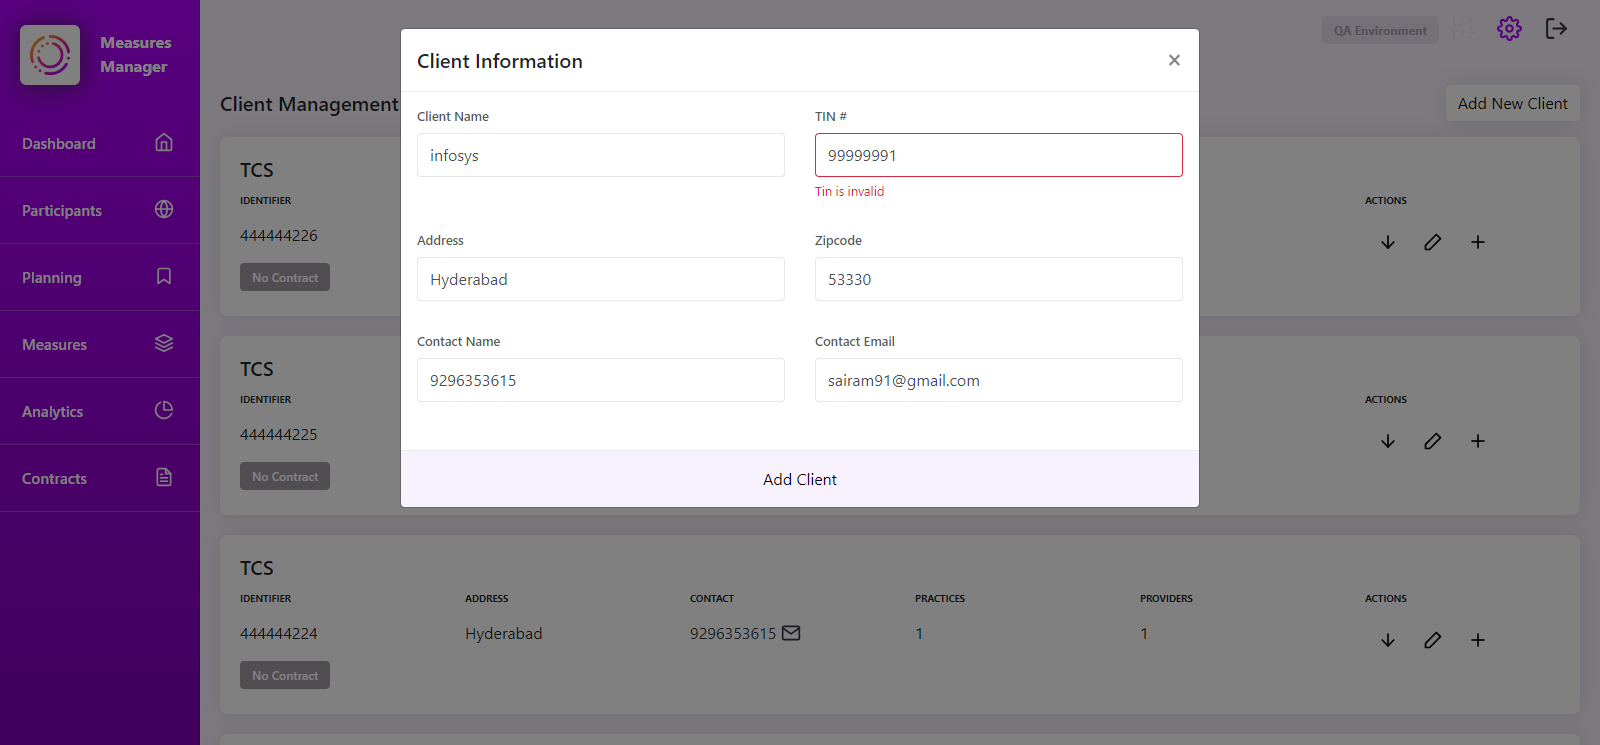 Measures
Manager
QA Environment
Dashboard
Participants
Planning
Measures
Analytics
Contracts
Client Management
Add New Client
Client Information
×
Client Name
TIN #
infosys
99999991
Tin is invalid
Address
Zipcode
Hyderabad
53330
Contact Name
Contact Email
9296353615
sairam91@gmail.com
Add Client
TCS
IDENTIFIER
ACTIONS
444444226
No Contract
TCS
IDENTIFIER
ACTIONS
444444225
No Contract
TCS
IDENTIFIER ADDRESS CONTACT PRACTICES PROVIDERS ACTIONS
444444224 Hyderabad 9296353615 1 1
No Contract